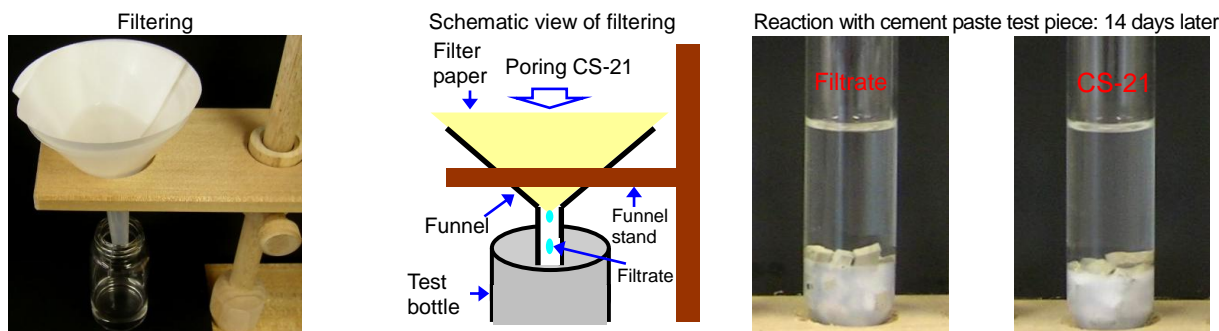 Filtering
Schematic view of filtering
Reaction with cement paste test piece: 14 days later
Filter
paper
Poring CS-21
Funnel
Funnel
stand
Filtrate
Test
bottle
Filtrate
CS-21